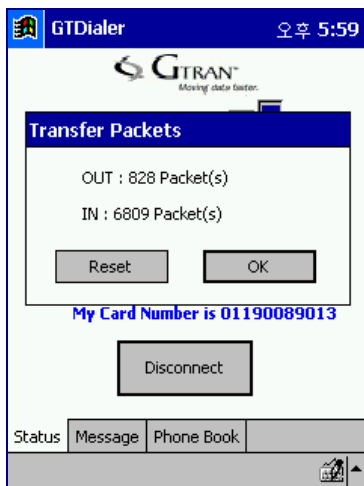 GTDialer 오후 5:59
GTRAN™
Moving data faster.
Transfer Packets
OUT : 828 Packet(s)
IN : 6809 Packet(s)
Reset OK
My Card Number is 01190089013
Disconnect
Status Message Phone Book